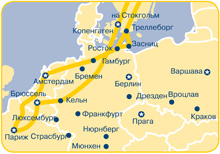 на Стокгольм
Копенгаген
Треллеборг
Росток
Засниц
Гамбург
Амстердам
Бремен
Варшава
Берлин
Брюссель
Кельн
Дрезден
Вроцлав
Люксембург
Франкфурт
Краков
Прага
Париж
Страсбург
Нюрнберг
Мюнхен